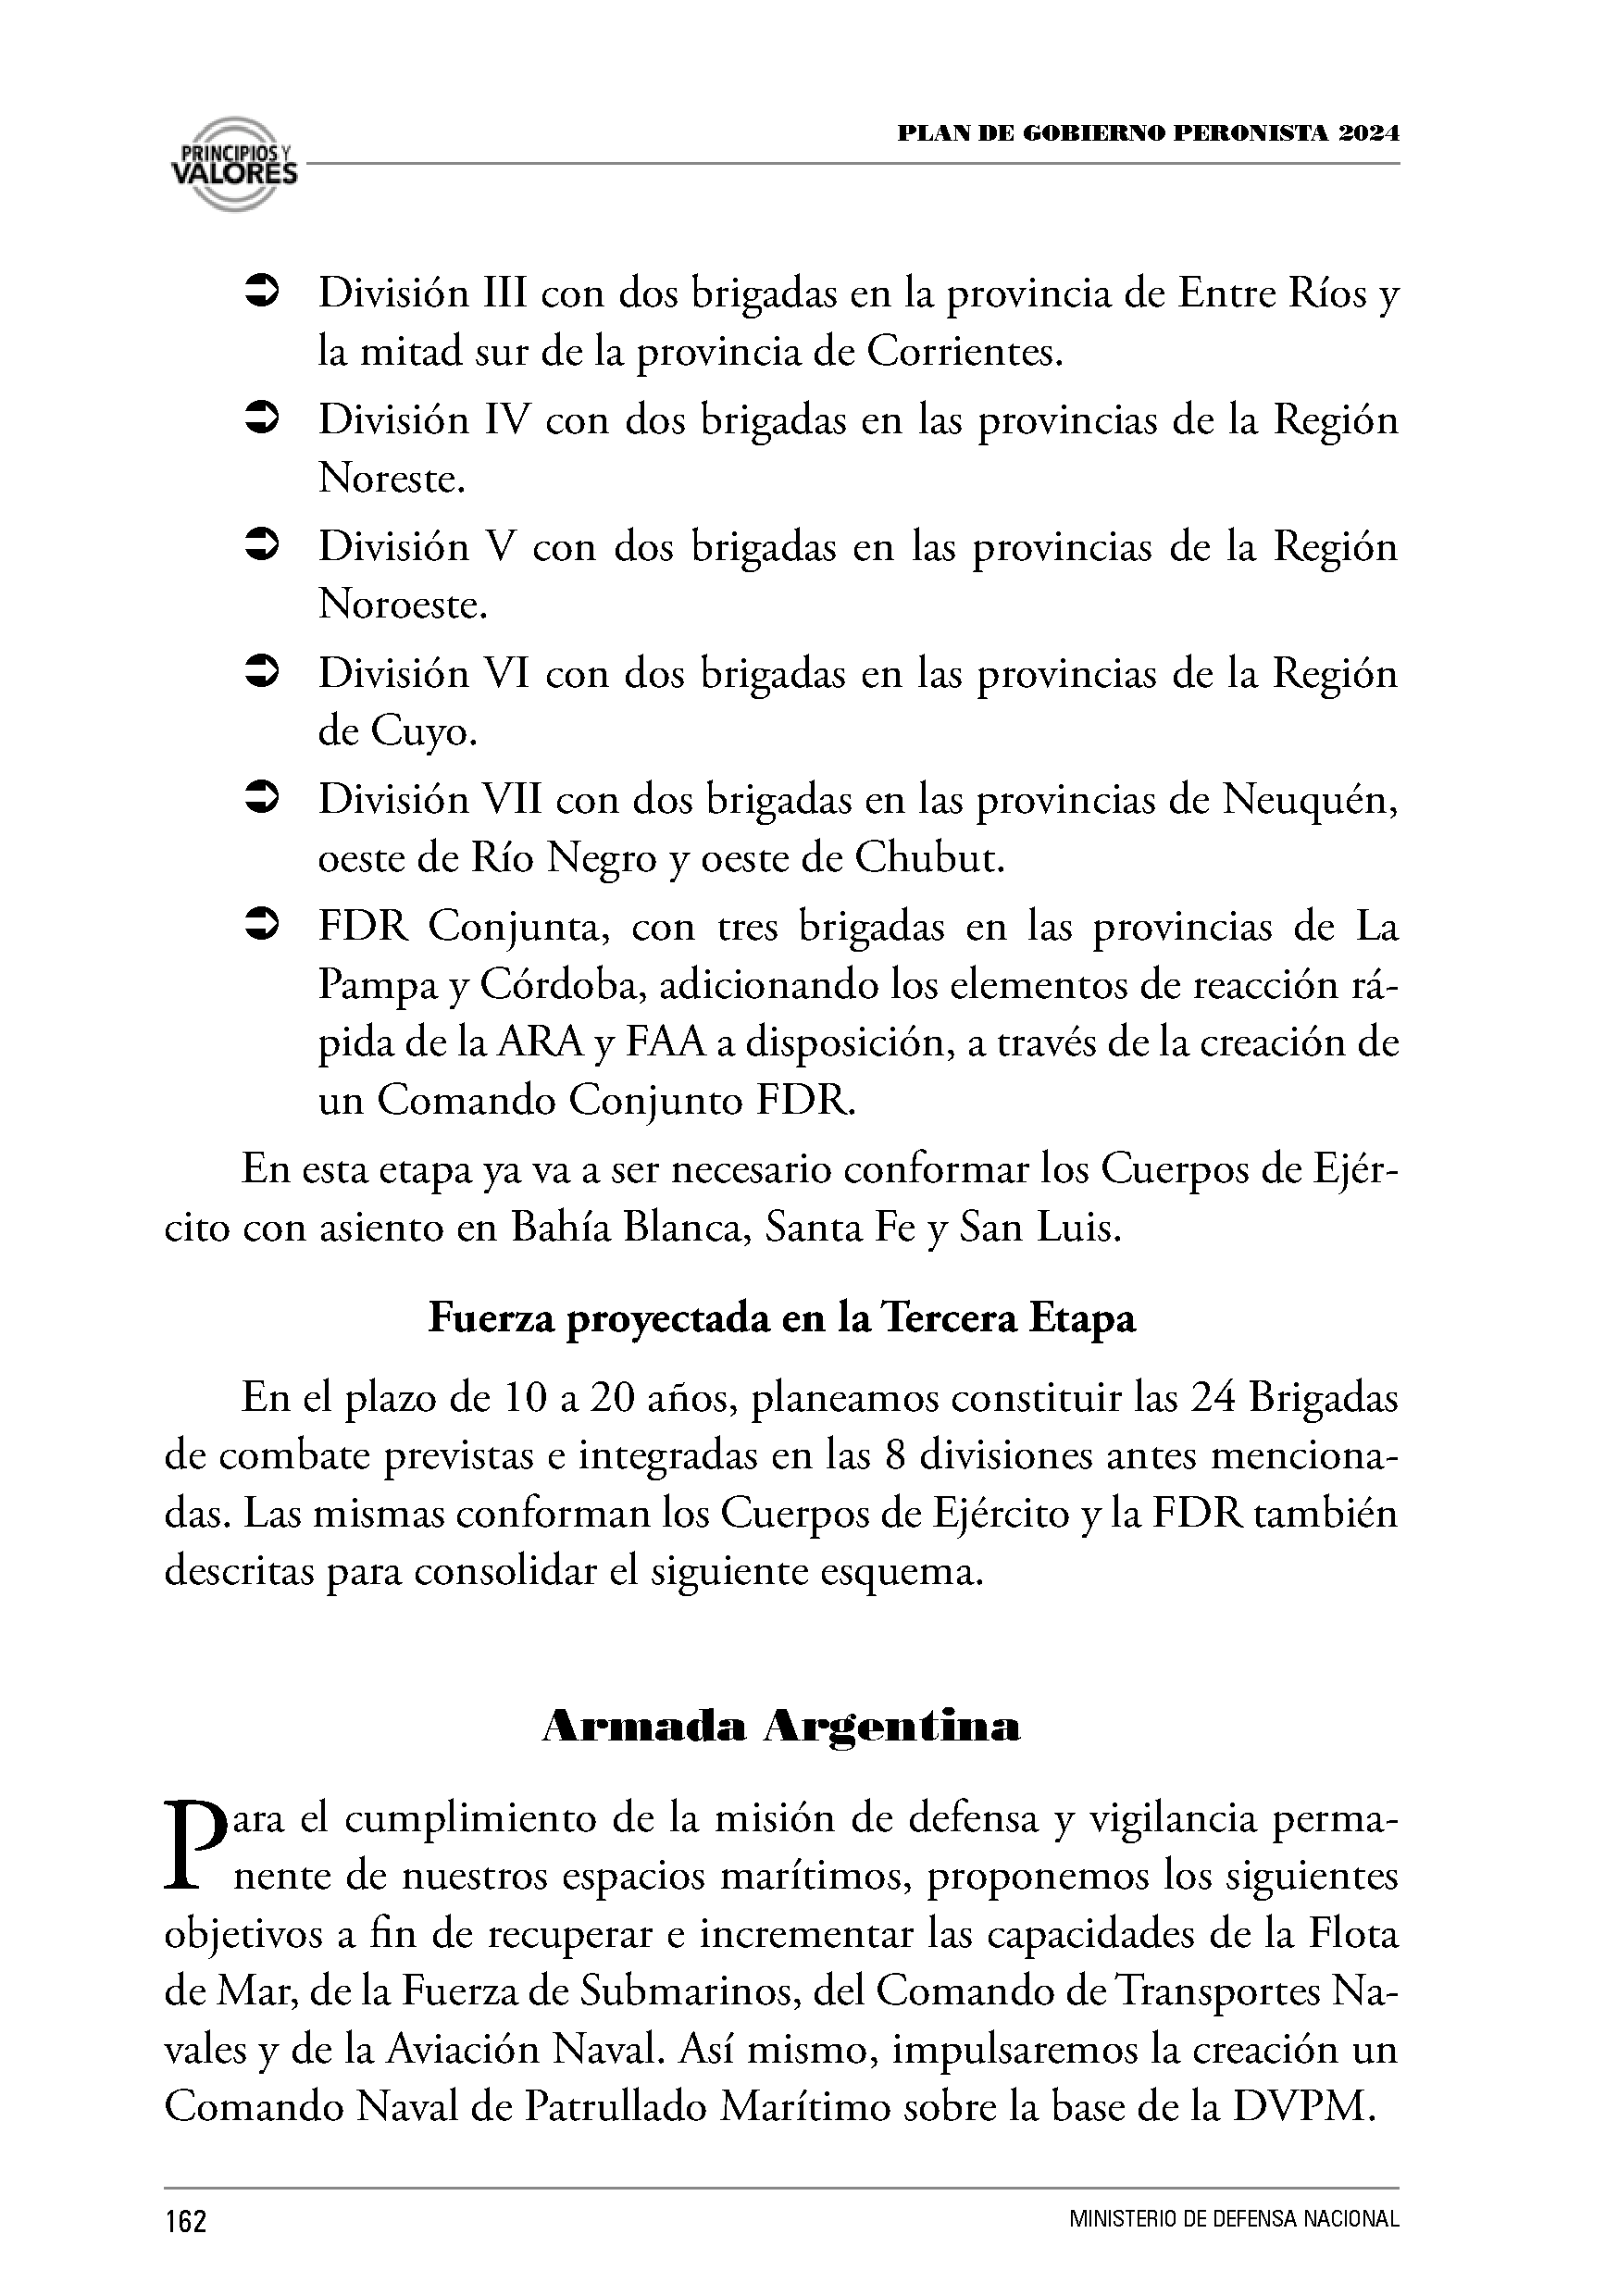 PRINCIPIOS Y
VALORES
PLAN DE GOBIERNO PERONISTA 2024
➲ División III con dos brigadas en la provincia de Entre Ríos y
la mitad sur de la provincia de Corrientes.
➲ División IV con dos brigadas en las provincias de la Región
Noreste.
➲ División V con dos brigadas en las provincias de la Región
Noroeste.
➲ División VI con dos brigadas en las provincias de la Región
de Cuyo.
➲ División VII con dos brigadas en las provincias de Neuquén,
oeste de Río Negro y oeste de Chubut.
➲ FDR Conjunta, con tres brigadas en las provincias de La
Pampa y Córdoba, adicionando los elementos de reacción rá-
pida de la ARA y FAA a disposición, a través de la creación de
un Comando Conjunto FDR.
En esta etapa ya va a ser necesario conformar los Cuerpos de Ejér-
cito con asiento en Bahía Blanca, Santa Fe y San Luis.
Fuerza proyectada en la Tercera Etapa
En el plazo de 10 a 20 años, planeamos constituir las 24 Brigadas
de combate previstas e integradas en las 8 divisiones antes menciona-
das. Las mismas conforman los Cuerpos de Ejército y la FDR también
descritas para consolidar el siguiente esquema.
Armada Argentina
Para el cumplimiento de la misión de defensa y vigilancia perma-
nente de nuestros espacios marítimos, proponemos los siguientes
objetivos a fin de recuperar e incrementar las capacidades de la Flota
de Mar, de la Fuerza de Submarinos, del Comando de Transportes Na-
vales y de la Aviación Naval. Así mismo, impulsaremos la creación un
Comando Naval de Patrullado Marítimo sobre la base de la DVPM.
162
MINISTERIO DE DEFENSA NACIONAL